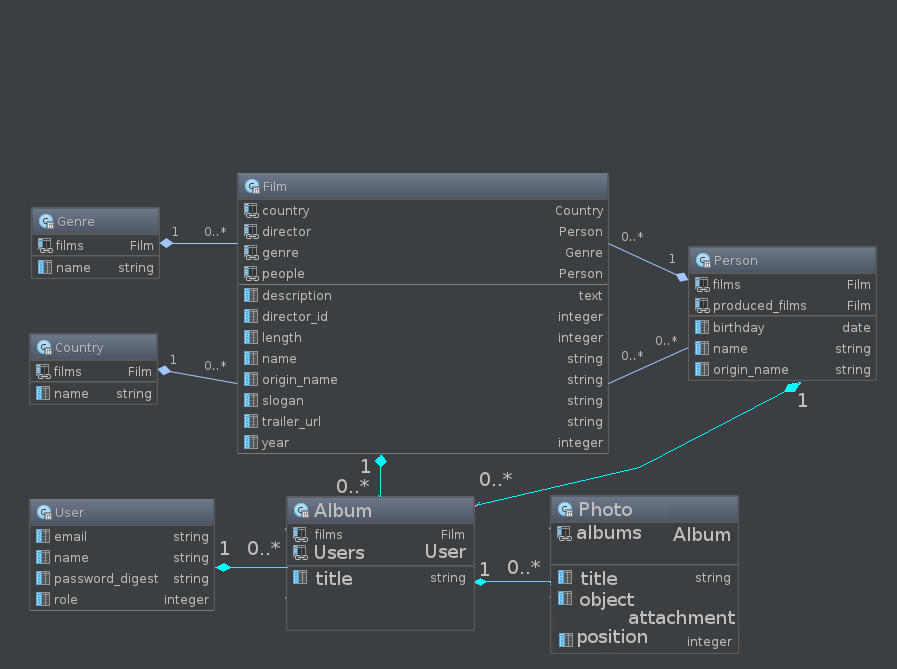 Film
country Country
director Person
genre Genre
people Person
description text
director_id integer
length integer
name string
origin_name string
slogan string
trailer_url string
year integer
Genre
films Film
name string
1 0..*
Country
films Film
name string
1 0..*
Person
films Film
produced_films Film
birthday date
name string
origin_name string
0..* 1
0..* 0..*
1
0..*
1
0..*
User
email string
name string
password_digest string
role integer
1 0..*
Album
films Film
Users User
title string
1 0..*
Photo
albums Album
title string
object
attachment
position integer